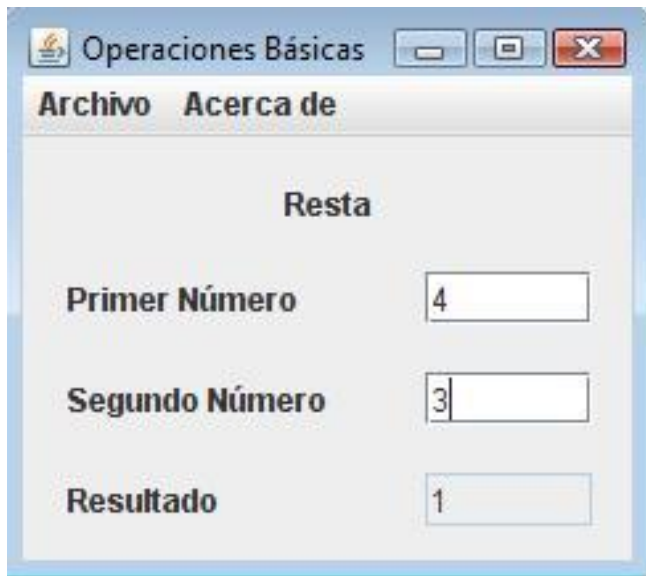 Operaciones Básicas
Archivo Acerca de
Resta
Primer Número 4
Segundo Número 3
Resultado 1